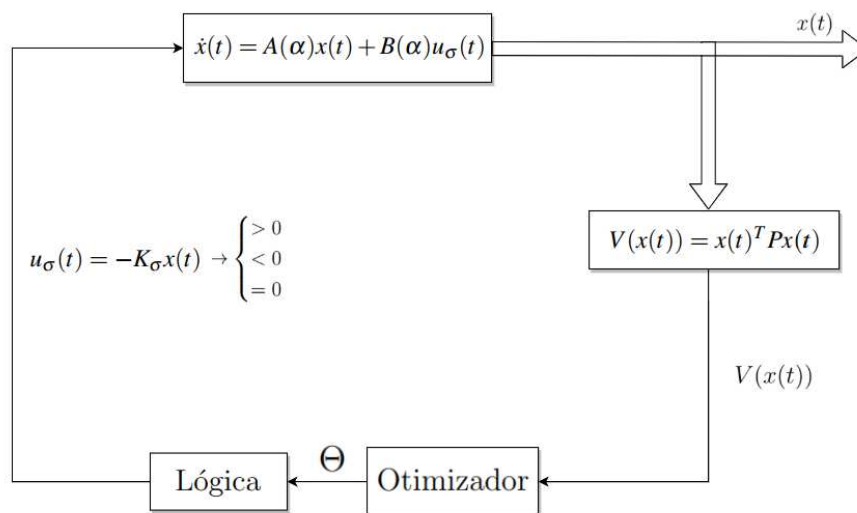 x(t)
ẋ(t) = A(α)x(t) + B(α)u_σ(t)
V(x(t)) = x(t)^T Px(t)
u_σ(t) = −K_σx(t) → { > 0
< 0
= 0
V(x(t))
Θ
Lógica
Otimizador